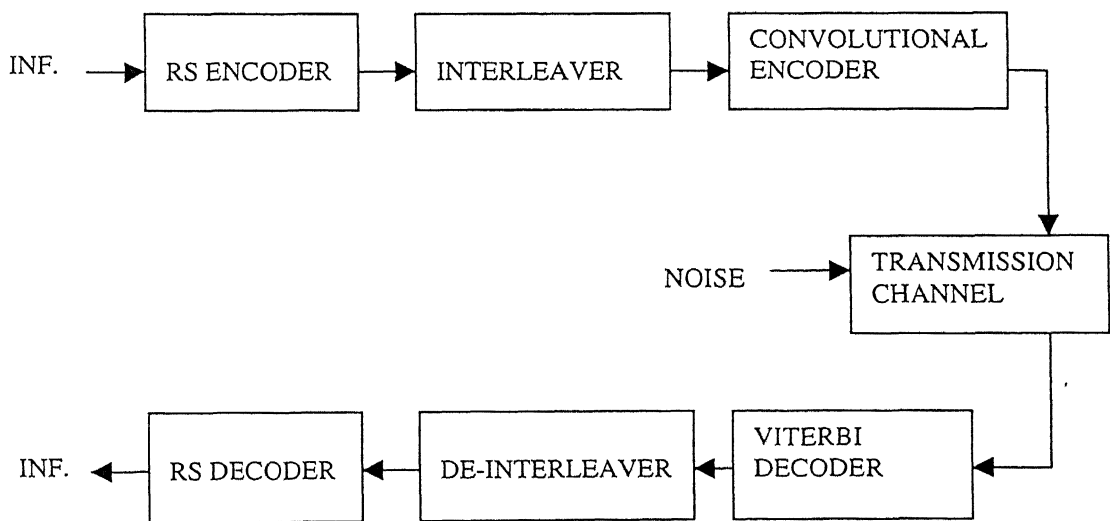 INF.
RS ENCODER
INTERLEAVER
CONVOLUTIONAL
ENCODER
NOISE
TRANSMISSION
CHANNEL
INF.
RS DECODER
DE-INTERLEAVER
VITERBI
DECODER